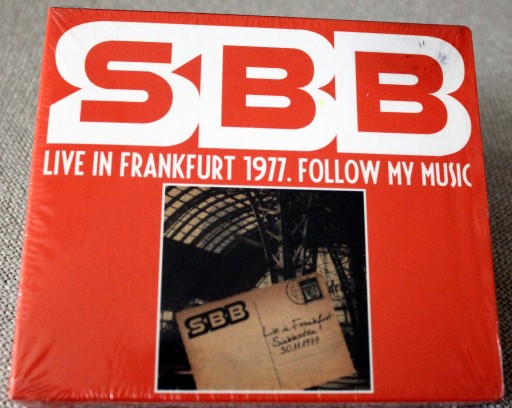 SBB
LIVE IN FRANKFURT 1977. FOLLOW MY MUSIC
SBB
Live in Frankfurt
30.11.1977